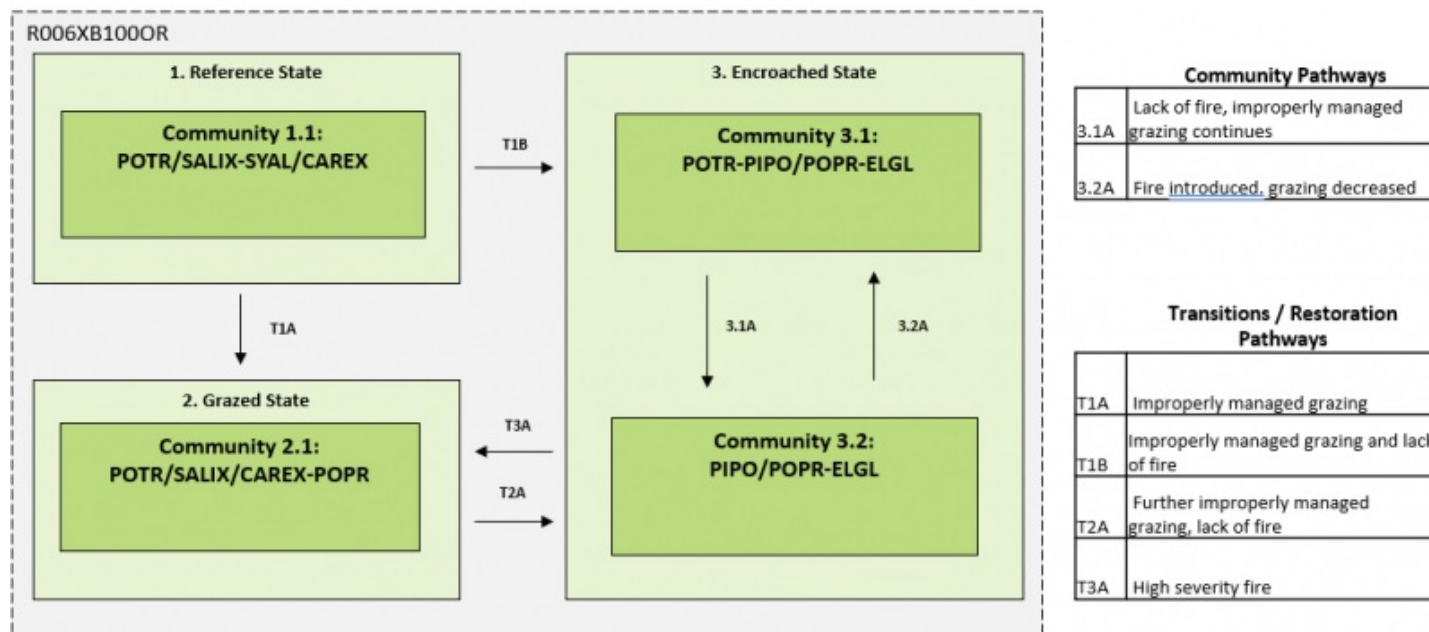 R006XB100OR
1. Reference State
Community 1.1:
POTR/SALIX-SYAL/CAREX
T1B
T1A
2. Grazed State
Community 2.1:
POTR/SALIX/CAREX-POPR
T3A
T2A
3. Encroached State
Community 3.1:
POTR-PIPO/POPR-ELGL
3.1A
3.2A
Community 3.2:
PIPO/POPR-ELGL
Community Pathways
3.1A
Lack of fire, improperly managed
grazing continues
3.2A
Fire introduced, grazing decreased
Transitions / Restoration
Pathways
T1A
Improperly managed grazing
T1B
Improperly managed grazing and lack
of fire
T2A
Further improperly managed
grazing, lack of fire
T3A
High severity fire